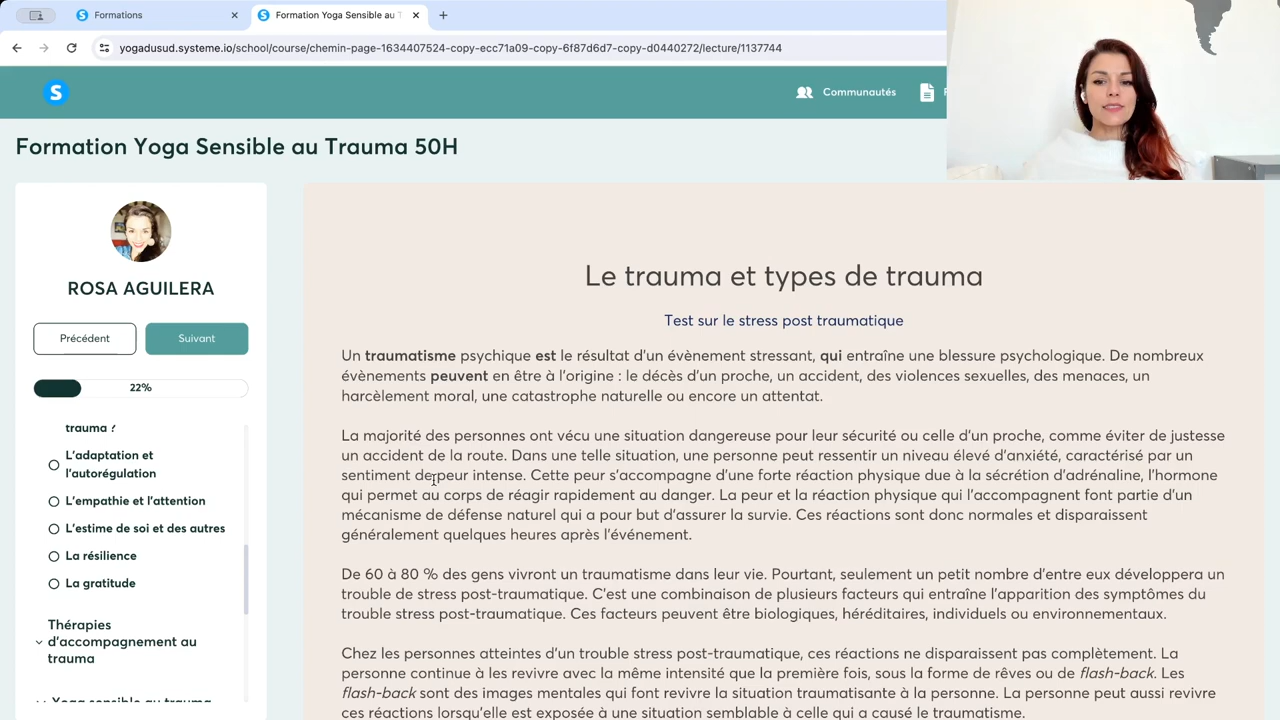 Formations
Formation Yoga Sensible au T
yogadusud.systeme.io/school/course/chemin-page-1634407524-copy-ecc71a09-copy-6f87d6d7-copy-d0440272/lecture/1137744
S
Communautés
Formation Yoga Sensible au Trauma 50H
ROSA AGUILERA
Précédent
Suivant
22%
trauma ?
L'adaptation et
l'autorégulation
L'empathie et l'attention
L'estime de soi et des autres
La résilience
La gratitude
Thérapies
d'accompagnement au
trauma
Yoga sensible au trauma
Le trauma et types de trauma
Test sur le stress post traumatique
Un traumatisme psychique est le résultat d'un évènement stressant, qui entraîne une blessure psychologique. De nombreux
évènements peuvent en être à l'origine : le décès d'un proche, un accident, des violences sexuelles, des menaces, un
harcèlement moral, une catastrophe naturelle ou encore un attentat.
La majorité des personnes ont vécu une situation dangereuse pour leur sécurité ou celle d'un proche, comme éviter de justesse
un accident de la route. Dans une telle situation, une personne peut ressentir un niveau élevé d'anxiété, caractérisé par un
sentiment de peur intense. Cette peur s'accompagne d'une forte réaction physique due à la sécrétion d'adrénaline, l'hormone
qui permet au corps de réagir rapidement au danger. La peur et la réaction physique qui l'accompagnent font partie d'un
mécanisme de défense naturel qui a pour but d'assurer la survie. Ces réactions sont donc normales et disparaissent
généralement quelques heures après l'événement.
De 60 à 80 % des gens vivront un traumatisme dans leur vie. Pourtant, seulement un petit nombre d'entre eux développera un
trouble de stress post-traumatique. C'est une combinaison de plusieurs facteurs qui entraîne l'apparition des symptômes du
trouble stress post-traumatique. Ces facteurs peuvent être biologiques, héréditaires, individuels ou environnementaux.
Chez les personnes atteintes d'un trouble stress post-traumatique, ces réactions ne disparaissent pas complètement. La
personne continue à les revivre avec la même intensité que la première fois, sous la forme de rêves ou de flash-back. Les
flash-back sont des images mentales qui font revivre la situation traumatisante à la personne. La personne peut aussi revivre
ces réactions lorsqu'elle est exposée à une situation semblable à celle qui a causé le traumatisme.